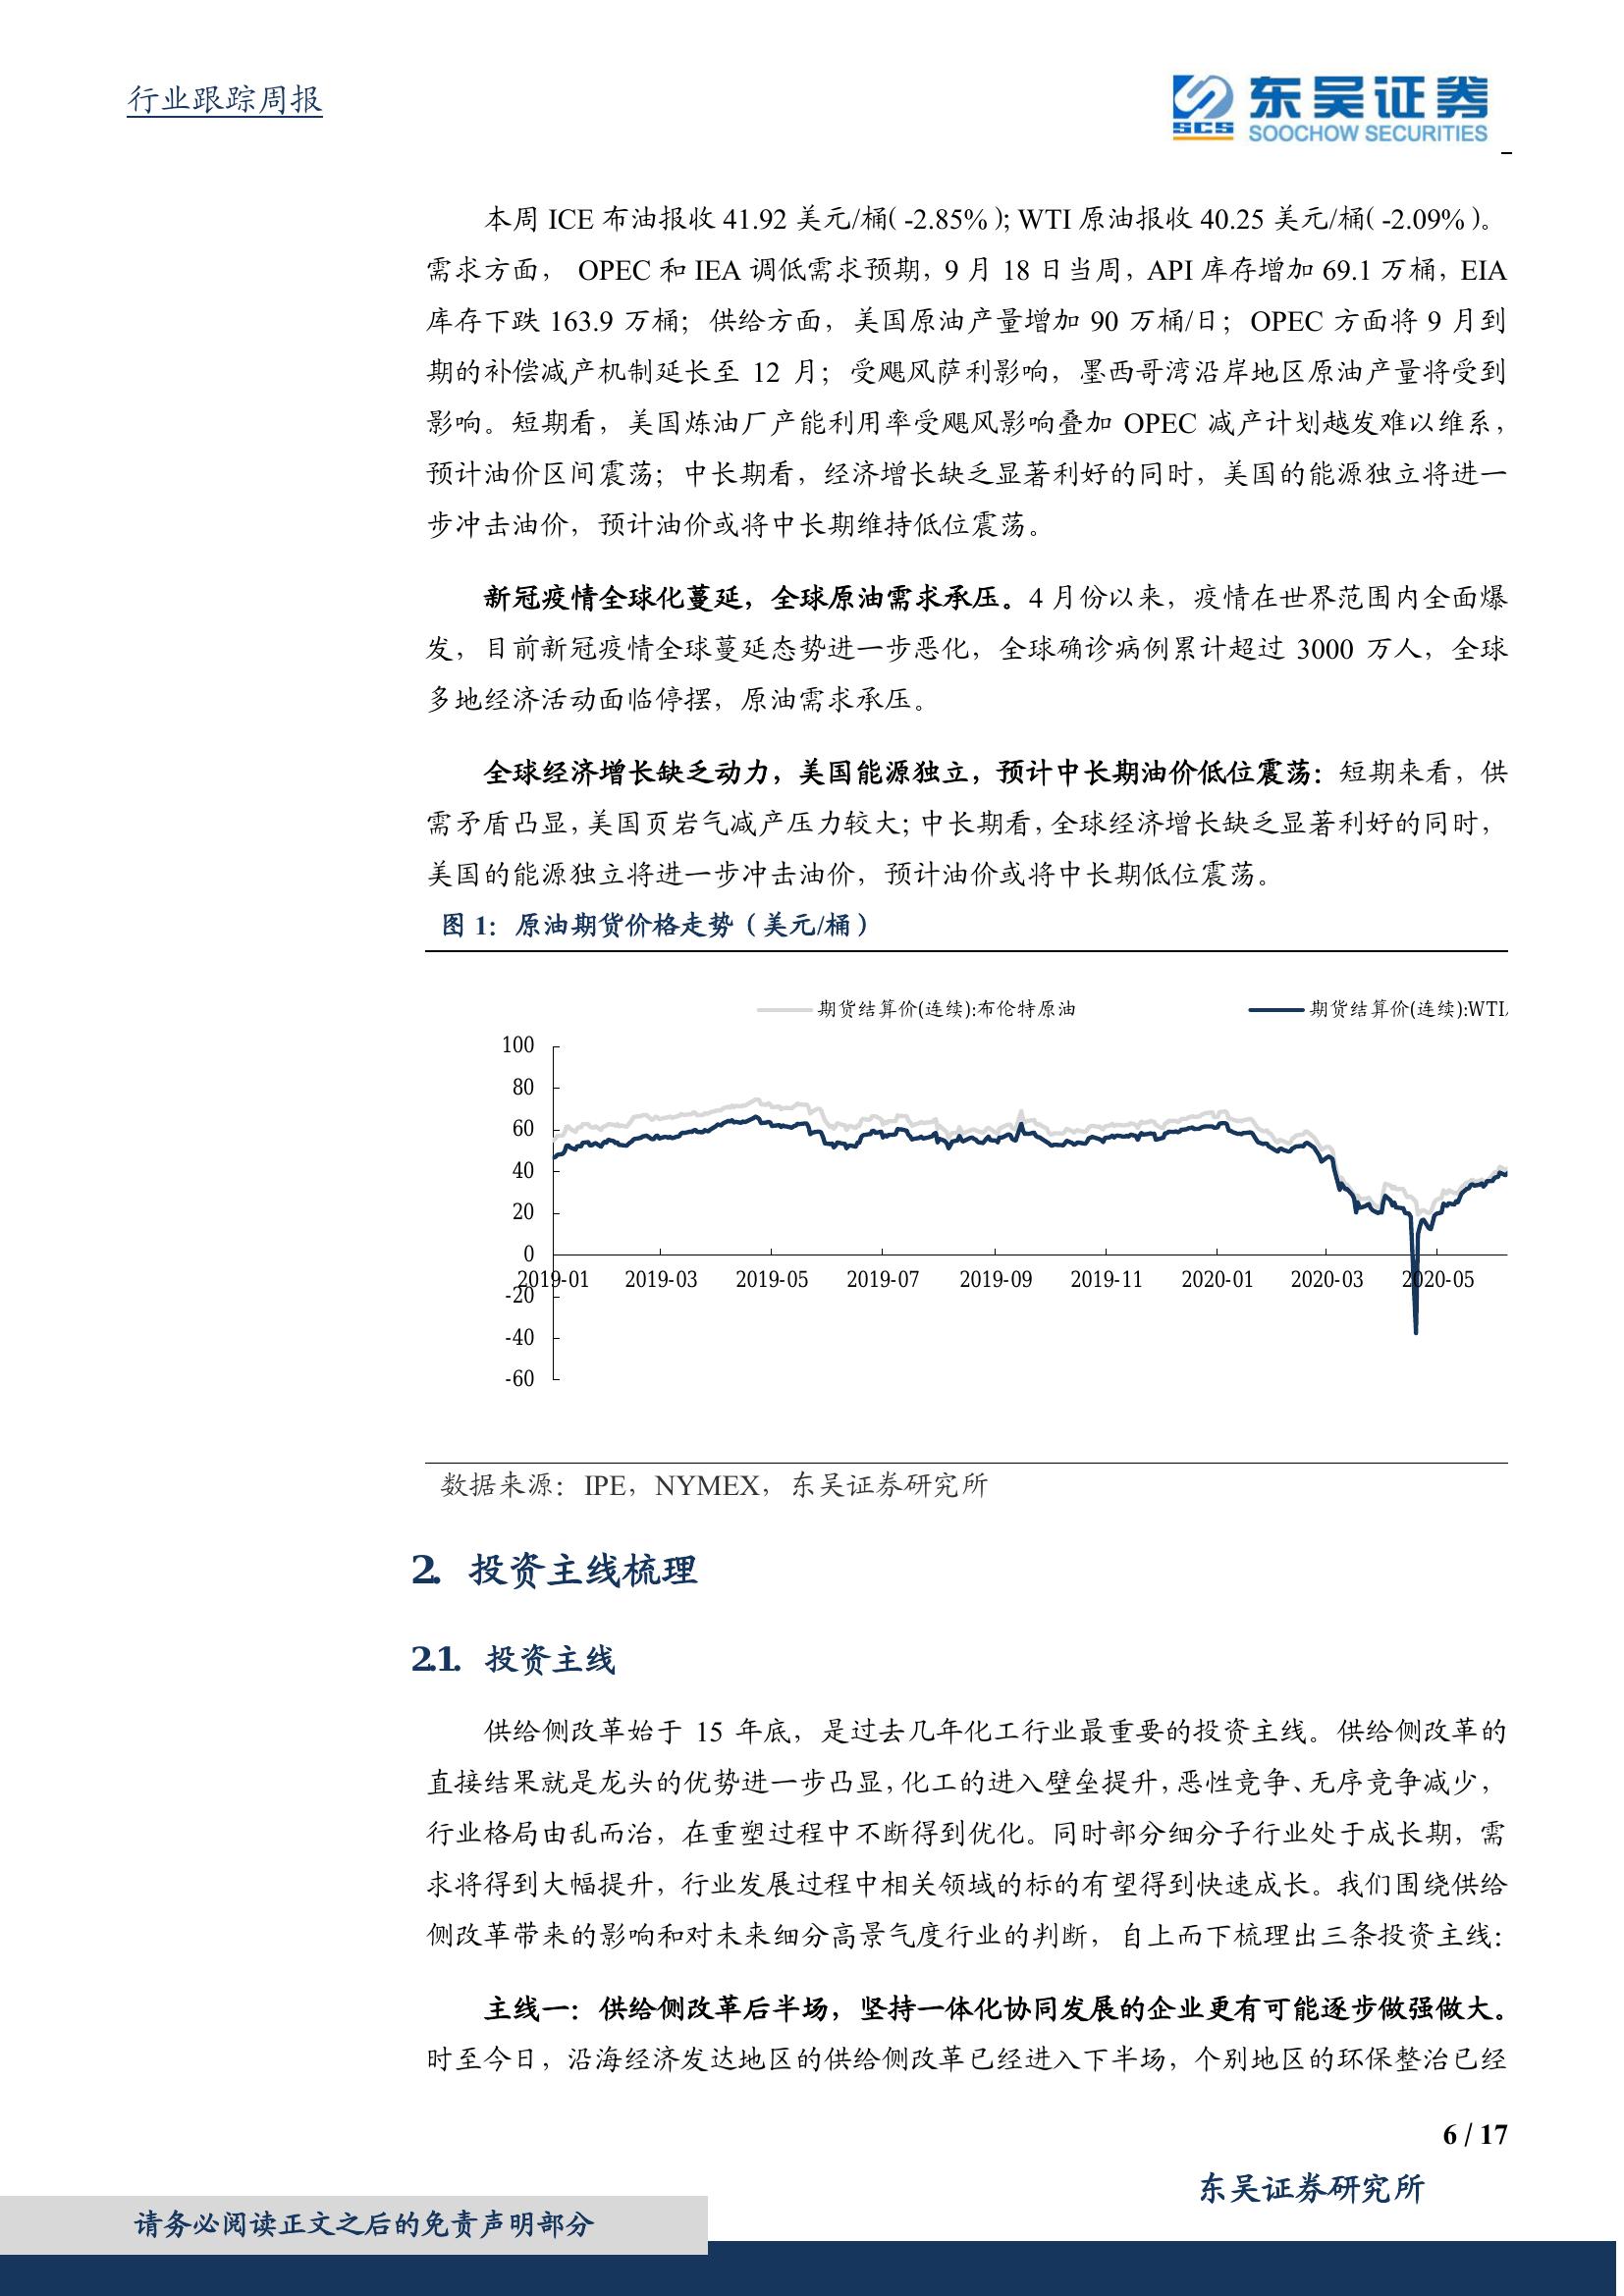 行业跟踪周报
东吴证券
SCS
SOOCHOW SECURITIES
本周 ICE 布油报收 41.92 美元/桶( -2.85% ); WTI 原油报收 40.25 美元/桶( -2.09% )。
需求方面， OPEC 和 IEA 调低需求预期，9 月 18 日当周，API 库存增加 69.1 万桶，EIA
库存下跌 163.9 万桶；供给方面，美国原油产量增加 90 万桶/日；OPEC 方面将 9 月到
期的补偿减产机制延长至 12 月；受飓风萨利影响，墨西哥湾沿岸地区原油产量将受到
影响。短期看，美国炼油厂产能利用率受飓风影响叠加 OPEC 减产计划越发难以维系，
预计油价区间震荡；中长期看，经济增长缺乏显著利好的同时，美国的能源独立将进一
步冲击油价，预计油价或将中长期维持低位震荡。
新冠疫情全球化蔓延，全球原油需求承压。4 月份以来，疫情在世界范围内全面爆
发，目前新冠疫情全球蔓延态势进一步恶化，全球确诊病例累计超过 3000 万人，全球
多地经济活动面临停摆，原油需求承压。
全球经济增长缺乏动力，美国能源独立，预计中长期油价低位震荡：短期来看，供
需矛盾凸显，美国页岩气减产压力较大；中长期看，全球经济增长缺乏显著利好的同时，
美国的能源独立将进一步冲击油价，预计油价或将中长期低位震荡。
图 1：原油期货价格走势（美元/桶）
期货结算价(连续):布伦特原油
期货结算价(连续):WTI
100
80
60
40
20
0
-20
-40
-60
2019-01 2019-03 2019-05 2019-07 2019-09 2019-11 2020-01 2020-03 2020-05
数据来源：IPE，NYMEX，东吴证券研究所
2. 投资主线梳理
2.1. 投资主线
供给侧改革始于 15 年底，是过去几年化工行业最重要的投资主线。供给侧改革的
直接结果就是龙头的优势进一步凸显，化工的进入壁垒提升，恶性竞争、无序竞争减少，
行业格局由乱而治，在重塑过程中不断得到优化。同时部分细分子行业处于成长期，需
求将得到大幅提升，行业发展过程中相关领域的标的有望得到快速成长。我们围绕供给
侧改革带来的影响和对未来细分高景气度行业的判断，自上而下梳理出三条投资主线：
主线一：供给侧改革后半场，坚持一体化协同发展的企业更有可能逐步做强做大。
时至今日，沿海经济发达地区的供给侧改革已经进入下半场，个别地区的环保整治已经
6 / 17
东吴证券研究所
请务必阅读正文之后的免责声明部分